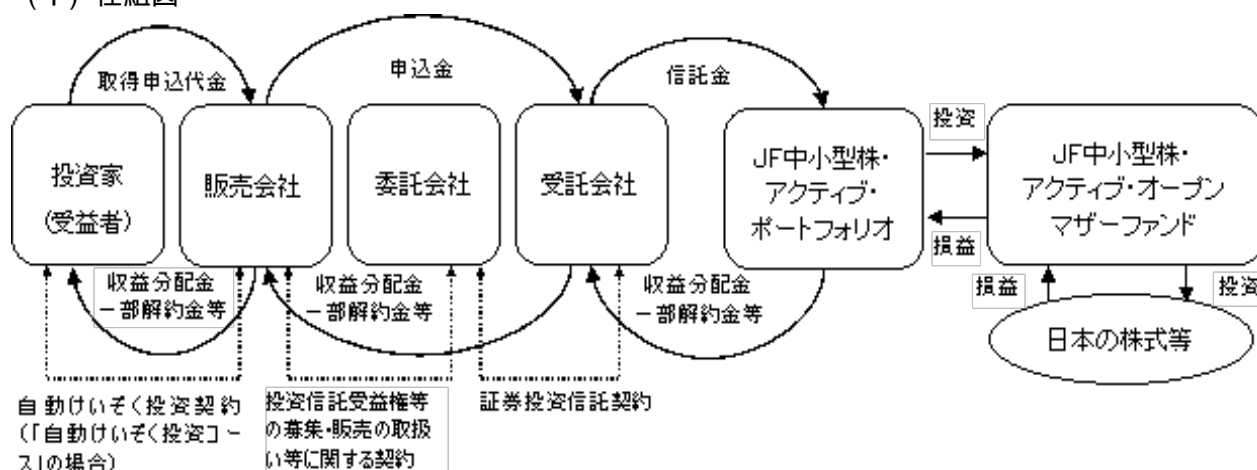 (1) 仕組図
取得申込代金
申込金
信託金
投資家
(受益者)
販売会社
委託会社
受託会社
JF中小型株・
アクティブ・
ポートフォリオ
投資
損益
JF中小型株・
アクティブ・オープン
マザーファンド
収益分配金
一部解約金等
収益分配金
一部解約金等
収益分配金
一部解約金等
損益
投資
日本の株式等
自動けいぞく投資契約
(「自動けいぞく投資コー
ス」の場合)
投資信託受益権等
の募集・販売の取扱
い等に関する契約
証券投資信託契約